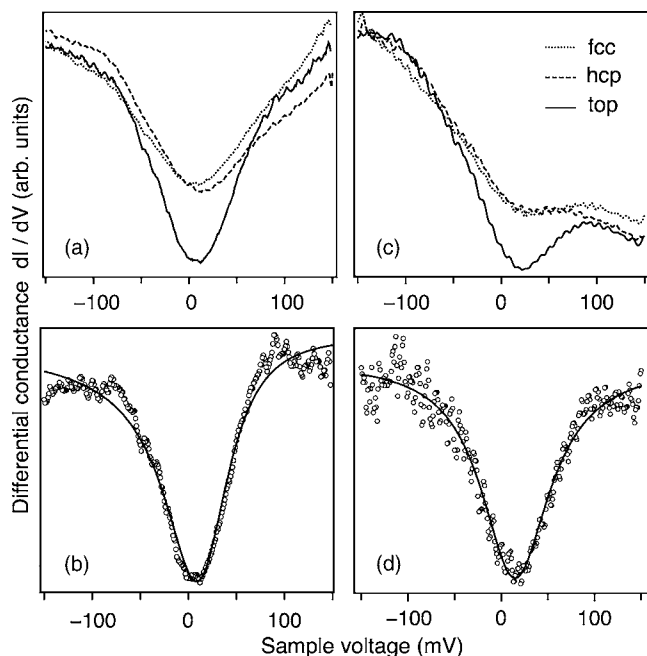 Differential conductance dI / dV (arb. units)
(a)
−100 0 100
(c)
fcc
hcp
top
−100 0 100
(b)
−100 0 100
(d)
−100 0 100
Sample voltage (mV)